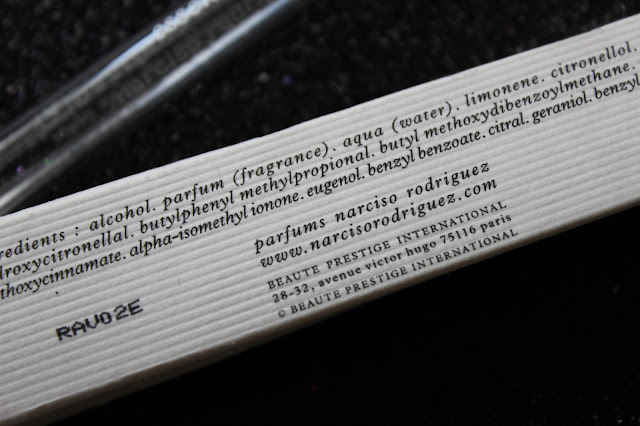 redients : alcohol. parfum (fragrance). aqua (water). limonene. citronellol.
droxycitronellal. butylphenyl methylpropional. butyl methoxydibenzoylmethane.
thoxycinnamate. alpha-isomethyl ionone. eugenol. benzyl benzoate. citral. geraniol. benzyl
parfums narciso rodriguez
www.narcisorodriguez.com
BEAUTE PRESTIGE INTERNATIONAL
28-32, avenue victor hugo 75116 paris
© BEAUTE PRESTIGE INTERNATIONAL
RAV02E